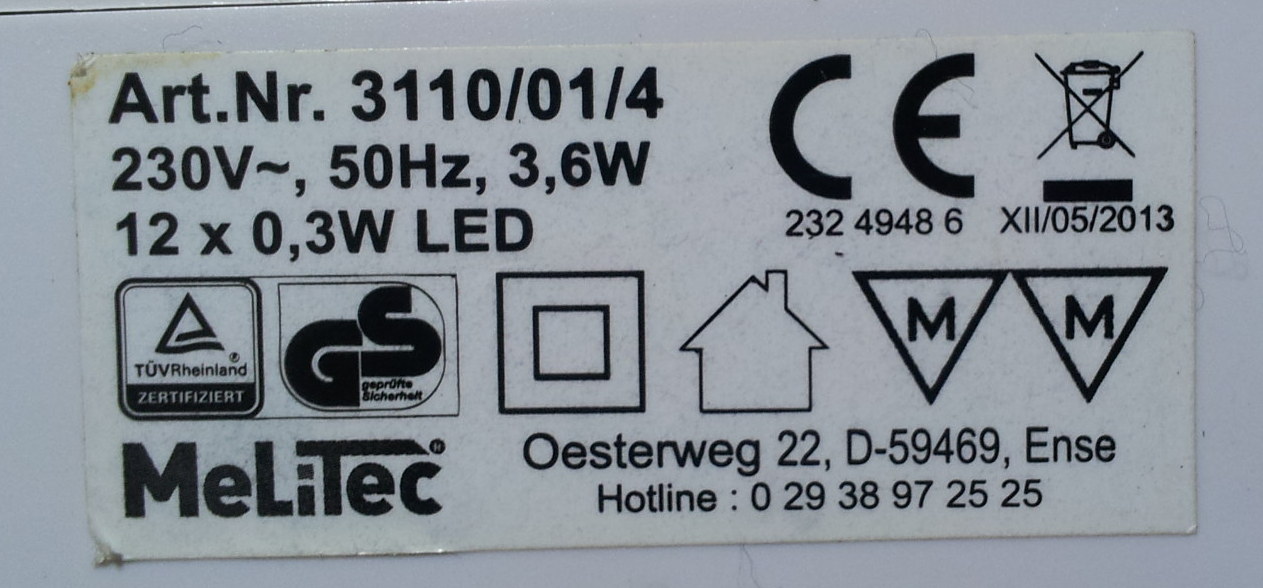 Art.Nr. 3110/01/4
230V~, 50Hz, 3,6W
12 x 0,3W LED
CE
232 4948 6
XII/05/2013
TÜVRheinland®
ZERTIFIZIERT
GS
geprüfte
Sicherheit
M
M
MeLiTec®
Oesterweg 22, D-59469, Ense
Hotline : 0 29 38 97 25 25